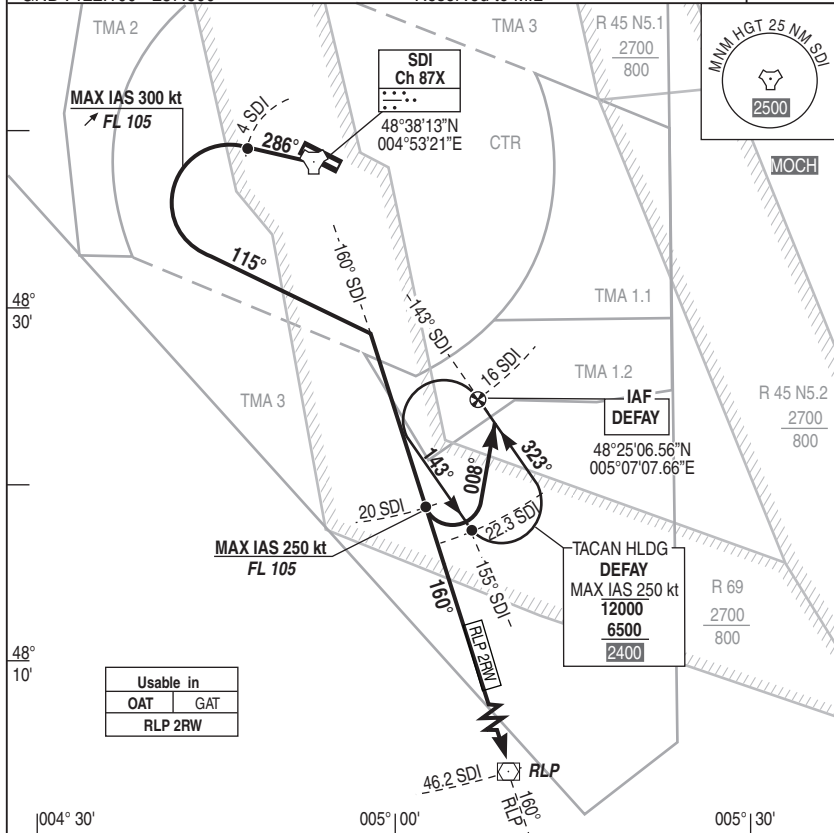 TMA 2
TMA 3
R 45 N5.1
2700
800
MNM HGT 25 NM SDI
2500
MOCH
SDI
Ch 87X
48°38'13"N
004°53'21"E
MAX IAS 300 kt
FL 105
4 SDI
286°
CTR
115°
160° SDI
143° SDI
48°
30'
TMA 1.1
16 SDI
TMA 1.2
IAF
DEFAY
48°25'06.56"N
005°07'07.66"E
R 45 N5.2
2700
800
TMA 3
143°
008°
323°
20 SDI
22.3 SDI
MAX IAS 250 kt
FL 105
TACAN HLDG
DEFAY
MAX IAS 250 kt
12000
6500
2400
155° SDI
160°
R 69
2700
800
RLP 2RW
48°
10'
Usable in
OAT GAT
RLP 2RW
46.2 SDI
RLP
160°
RLP
004° 30'
005° 00'
005° 30'